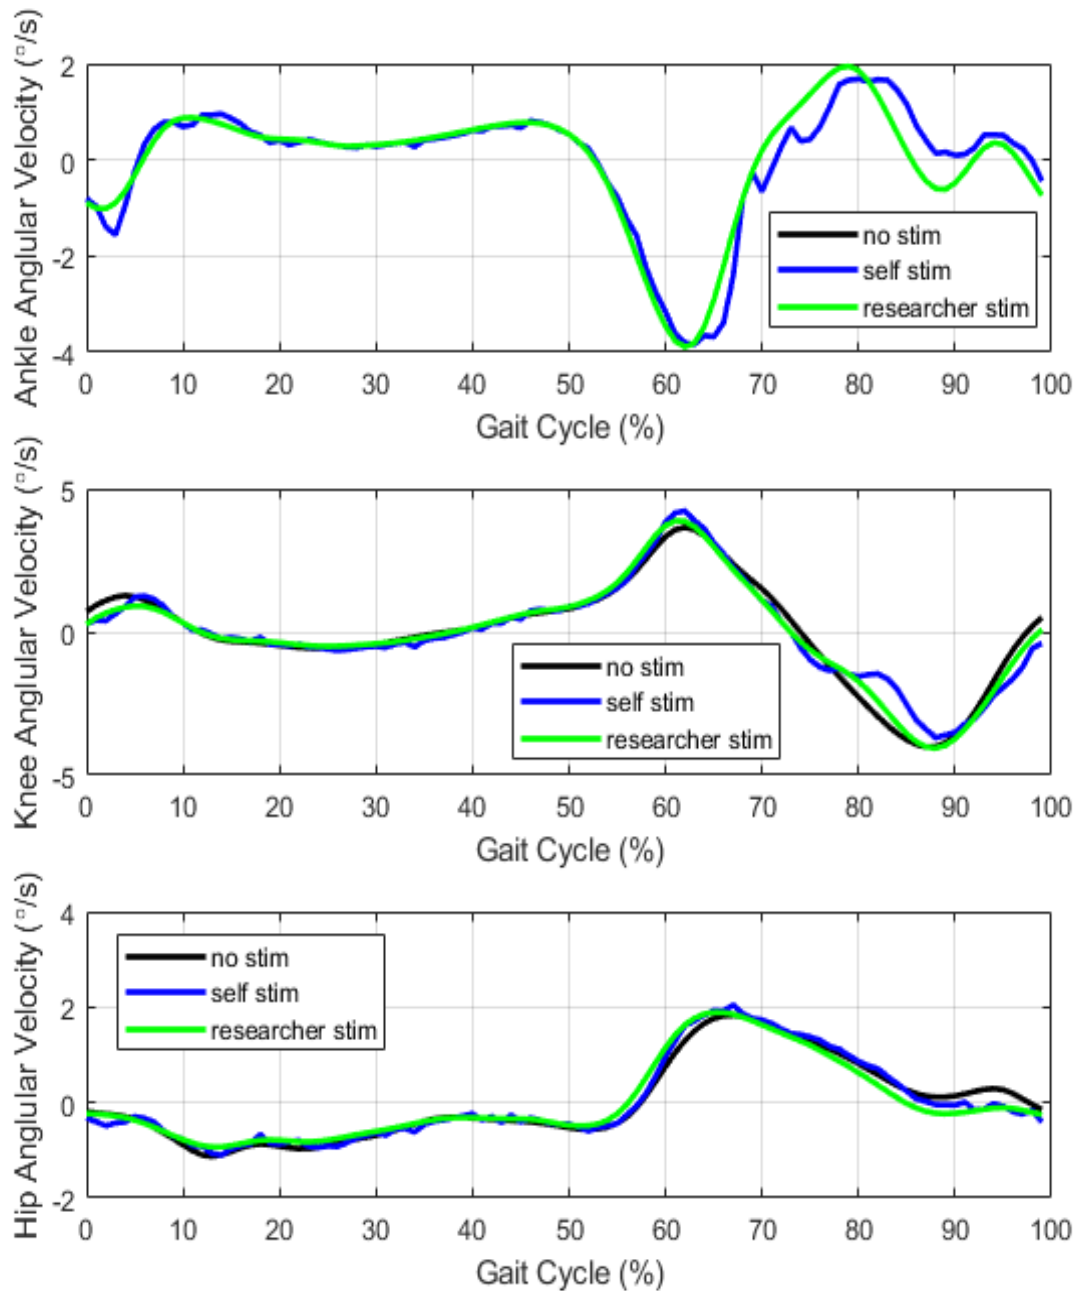 Ankle Anglular Velocity (°/s)
2
0
-2
-4
no stim
self stim
researcher stim
0 10 20 30 40 50 60 70 80 90 100
Gait Cycle (%)
Knee Anglular Velocity (°/s)
5
0
-5
no stim
self stim
researcher stim
0 10 20 30 40 50 60 70 80 90 100
Gait Cycle (%)
Hip Anglular Velocity (°/s)
4
2
0
-2
no stim
self stim
researcher stim
0 10 20 30 40 50 60 70 80 90 100
Gait Cycle (%)